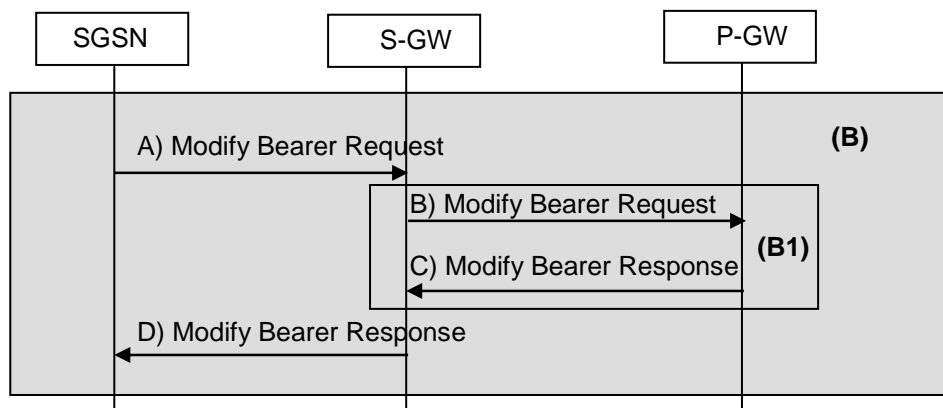 SGSN
S-GW
P-GW
(B)
A) Modify Bearer Request
B) Modify Bearer Request
(B1)
C) Modify Bearer Response
D) Modify Bearer Response